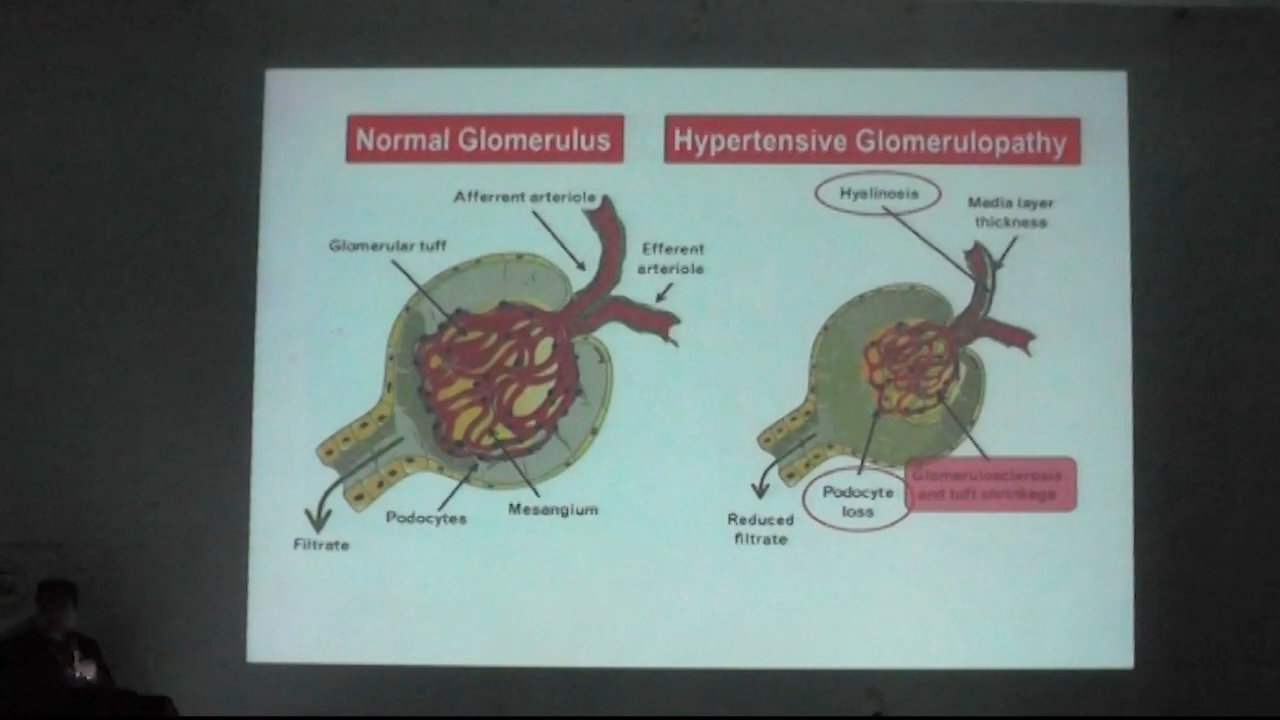 Normal Glomerulus
Hypertensive Glomerulopathy
Afferrent arteriole
Glomerular tuff
Efferent
arteriole
Podocytes
Mesangium
Filtrate
Hyalinosis
Media layer
thickness
Podocyte
loss
Glomerulosclerosis
and tuft shrinkage
Reduced
filtrate